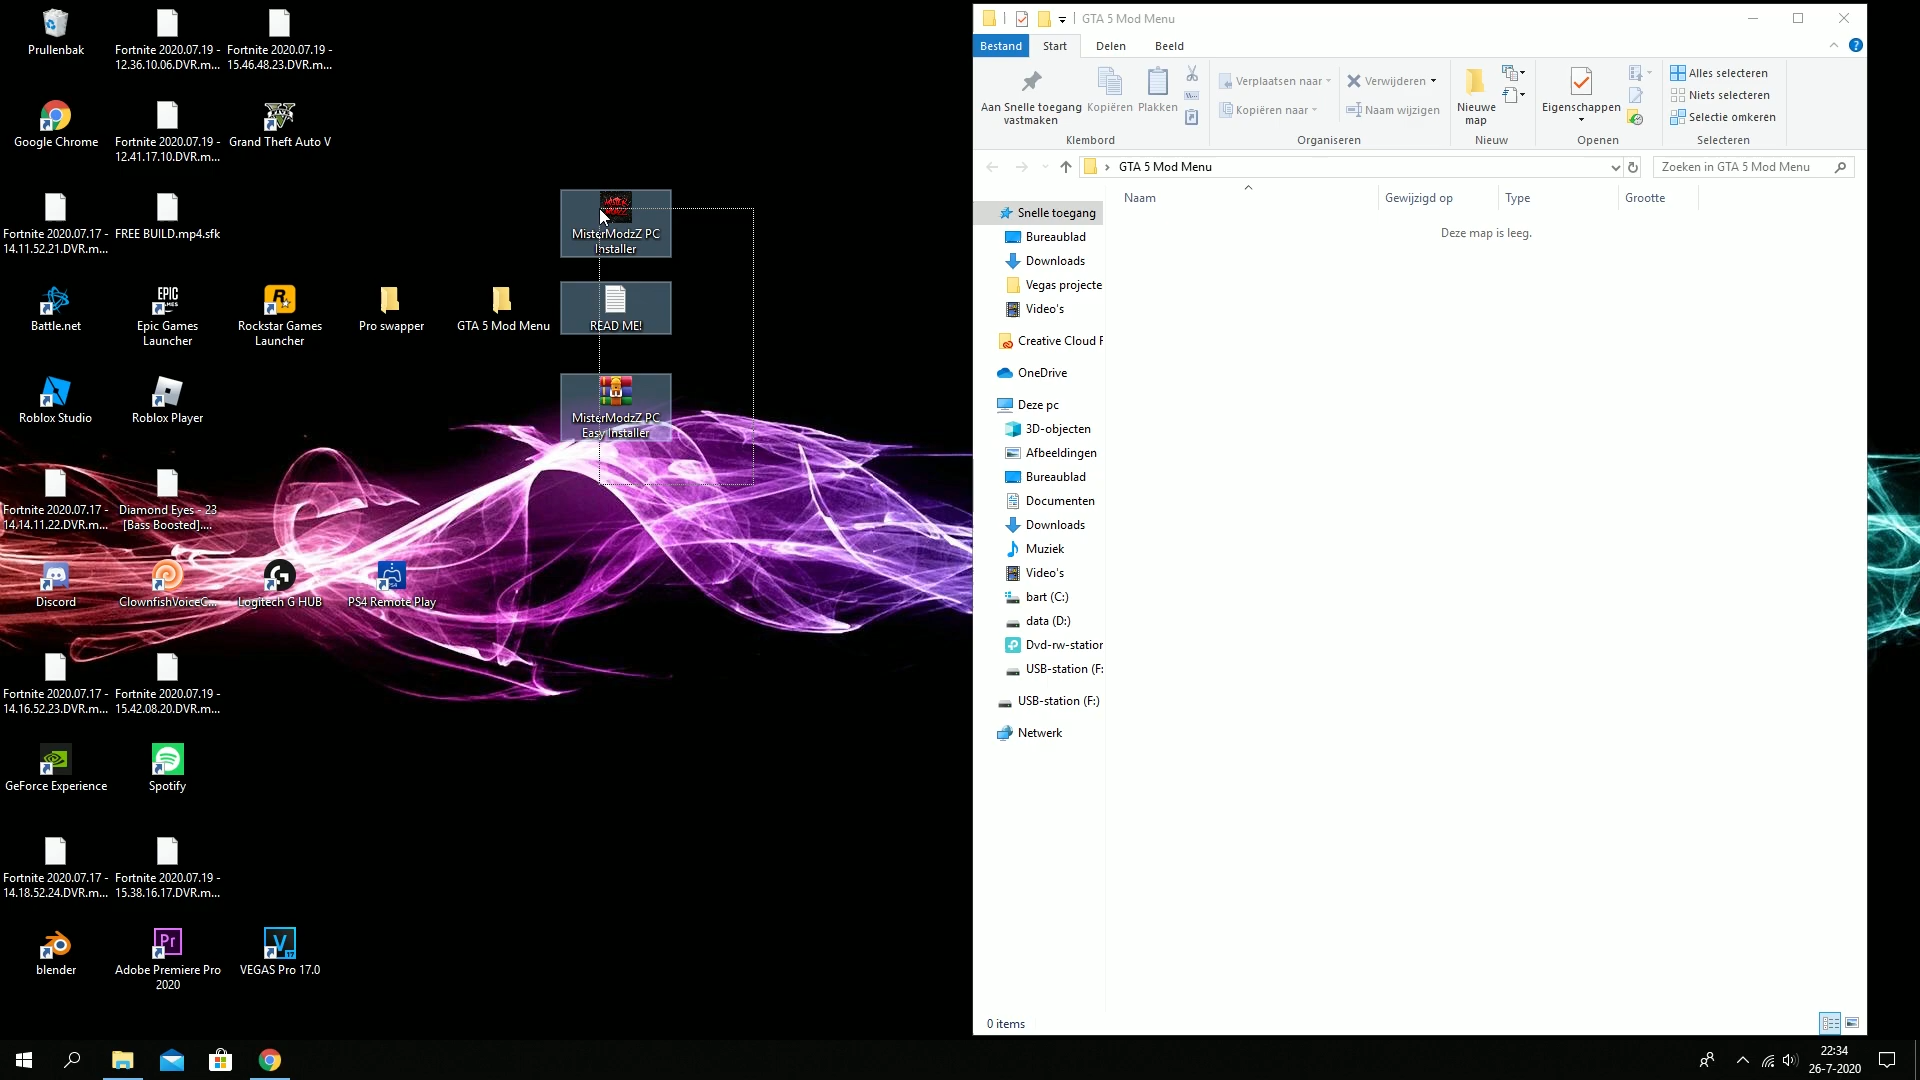 Prullenbak
Fortnite 2020.07.19 -
12.36.10.06.DVR.m...
Fortnite 2020.07.19 -
15.46.48.23.DVR.m...
Google Chrome
Fortnite 2020.07.19 -
12.41.17.10.DVR.m...
Grand Theft Auto V
Fortnite 2020.07.17 -
14.11.52.21.DVR.m...
FREE BUILD.mp4.sfk
MISTER
MODZZ
MisterModzZ PC
Installer
Battle.net
EPIC
GAMES
Epic Games
Launcher
Rockstar Games
Launcher
Pro swapper
GTA 5 Mod Menu
READ ME!
Roblox Studio
Roblox Player
MisterModzZ PC
Easy Installer
Fortnite 2020.07.17 -
14.14.11.22.DVR.m...
Diamond Eyes - 23
[Bass Boosted]....
Discord
ClownfishVoiceC...
Logitech G HUB
PS4 Remote Play
Fortnite 2020.07.17 -
14.16.52.23.DVR.m...
Fortnite 2020.07.19 -
15.42.08.20.DVR.m...
GeForce Experience
Spotify
Fortnite 2020.07.17 -
14.18.52.24.DVR.m...
Fortnite 2020.07.19 -
15.38.16.17.DVR.m...
blender
Pr
Adobe Premiere Pro
2020
V
17
VEGAS Pro 17.0
GTA 5 Mod Menu
Bestand Start Delen Beeld
Aan Snelle toegang
vastmaken
Kopiëren
Plakken
Klembord
Verplaatsen naar
Kopiëren naar
Verwijderen
Naam wijzigen
Organiseren
Nieuwe
map
Nieuw
Eigenschappen
Openen
Alles selecteren
Niets selecteren
Selectie omkeren
Selecteren
GTA 5 Mod Menu
Zoeken in GTA 5 Mod Menu
Naam Gewijzigd op Type Grootte
Deze map is leeg.
Snelle toegang
Bureaublad
Downloads
Vegas projecte
Video's
Creative Cloud F
OneDrive
Deze pc
3D-objecten
Afbeeldingen
Bureaublad
Documenten
Downloads
Muziek
Video's
bart (C:)
data (D:)
Dvd-rw-station
USB-station (F:
USB-station (F:)
Netwerk
0 items
22:34
26-7-2020